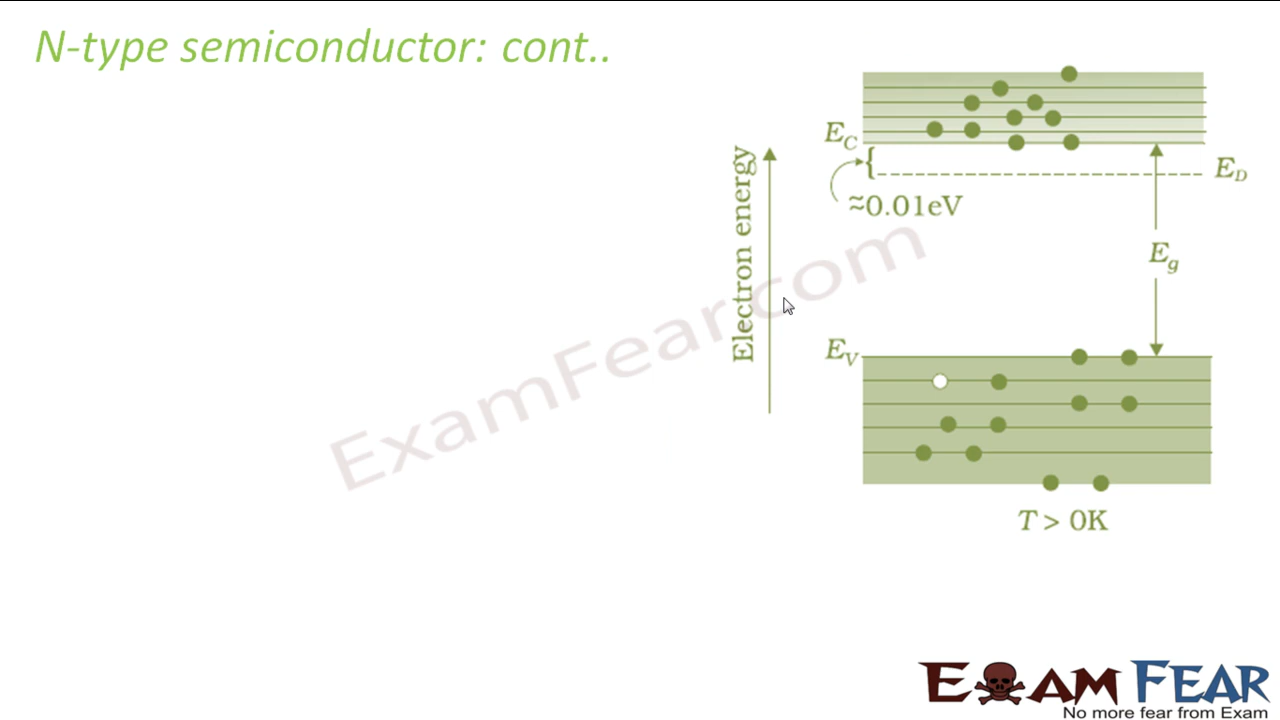 N-type semiconductor: cont..
E_C
E_D
≈0.01eV
Electron energy
E_g
E_V
T > 0K
ExamFear.com
EXAM FEAR
No more fear from Exam